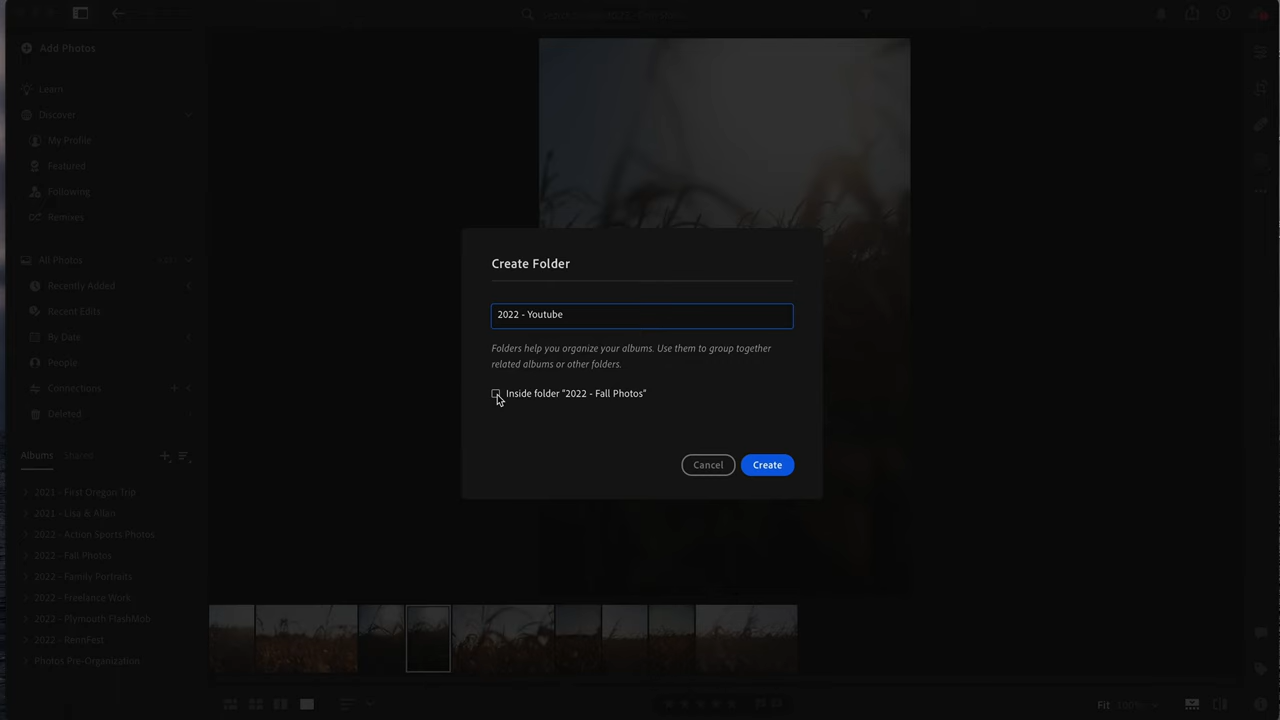 Add Photos
Learn
Discover
My Profile
Featured
Following
Remixes
All Photos
Recently Added
Recent Edits
By Date
People
Connections
Deleted
Albums Shared
2021 - First Oregon Trip
2021 - Lisa & Allan
2022 - Action Sports Photos
2022 - Fall Photos
2022 - Family Portraits
2022 - Freelance Work
2022 - Plymouth FlashMob
2022 - RennFest
Photos Pre-Organization
Create Folder
2022 - Youtube
Folders help you organize your albums. Use them to group together
related albums or other folders.
Inside folder "2022 - Fall Photos"
Cancel Create
Fit 100%